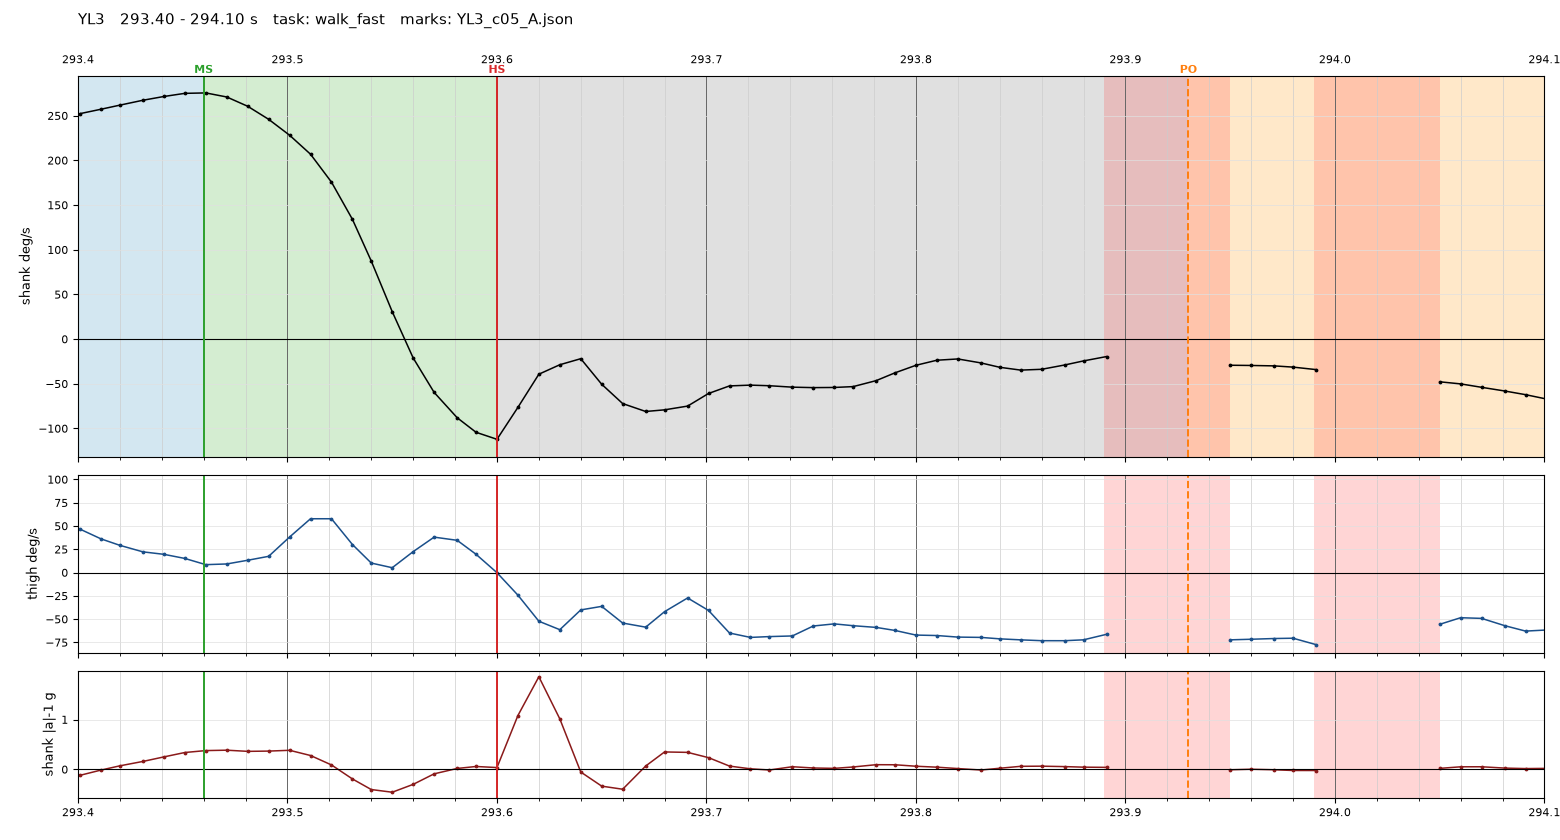 YL3   293.40 - 294.10 s   task: walk_fast   marks: YL3_c05_A.json
293.4 293.5 293.6 293.7 293.8 293.9 294.0 294.1
MS HS PO
shank deg/s
250
200
150
100
50
0
−50
−100
thigh deg/s
100
75
50
25
0
−25
−50
−75
shank |a|-1 g
1
0
293.4 293.5 293.6 293.7 293.8 293.9 294.0 294.1